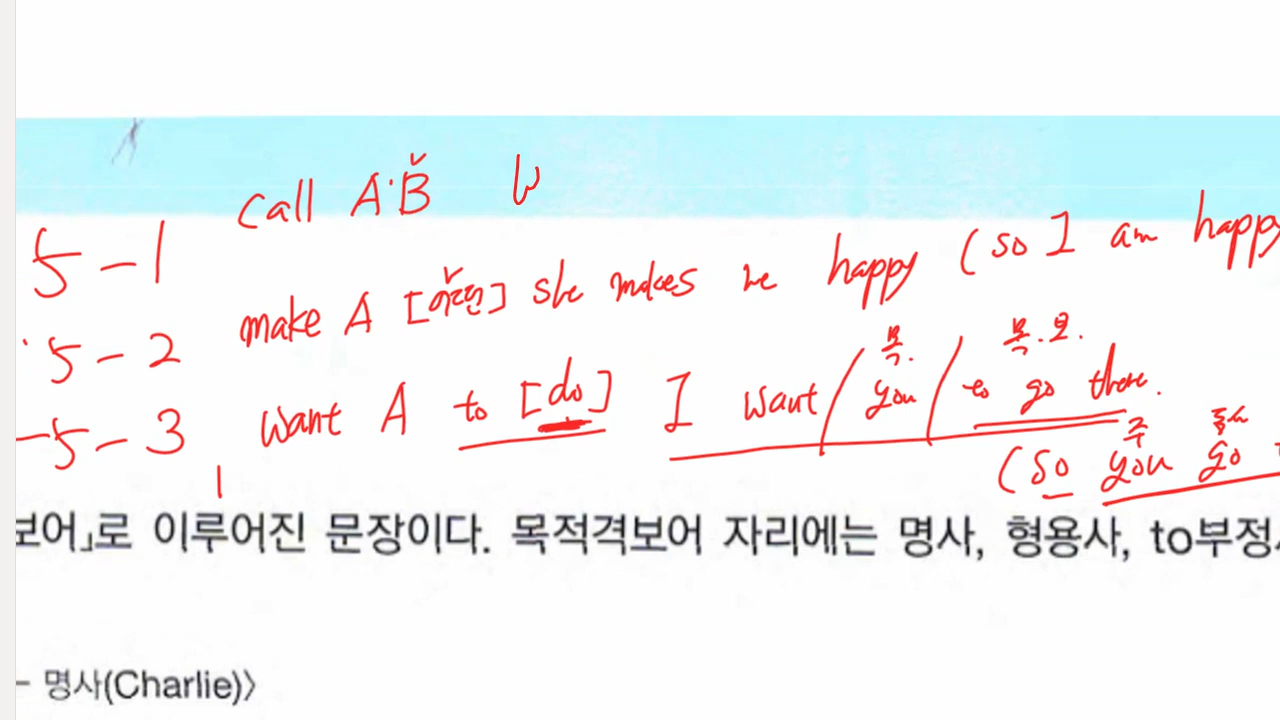 call A·B
5-1
make A [어떤] she makes me happy (so I am happy
5-2
목. 목.보.
want A to [do] I want / you / to go there.
5-3
주 동사
(so you go
보어」로 이루어진 문장이다. 목적격보어 자리에는 명사, 형용사, to부정
- 명사(Charlie)〉